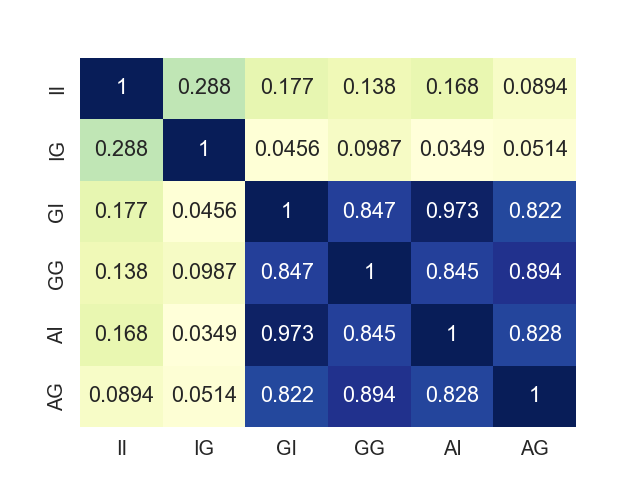 II 1 0.288 0.177 0.138 0.168 0.0894
IG 0.288 1 0.0456 0.0987 0.0349 0.0514
GI 0.177 0.0456 1 0.847 0.973 0.822
GG 0.138 0.0987 0.847 1 0.845 0.894
AI 0.168 0.0349 0.973 0.845 1 0.828
AG 0.0894 0.0514 0.822 0.894 0.828 1
II IG GI GG AI AG